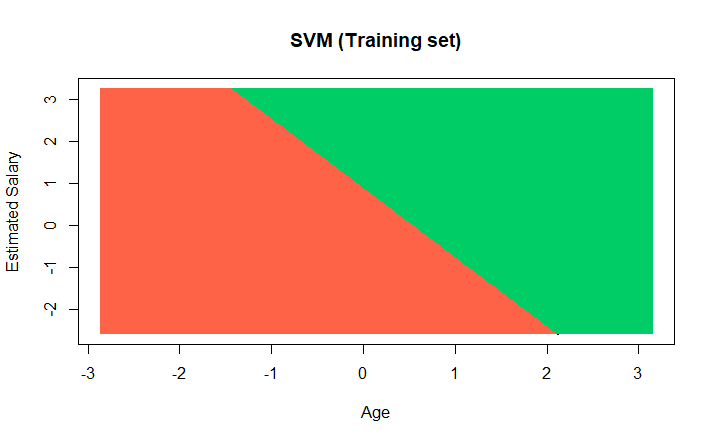 SVM (Training set)
Estimated Salary
3
2
1
0
-1
-2
-3 -2 -1 0 1 2 3
Age